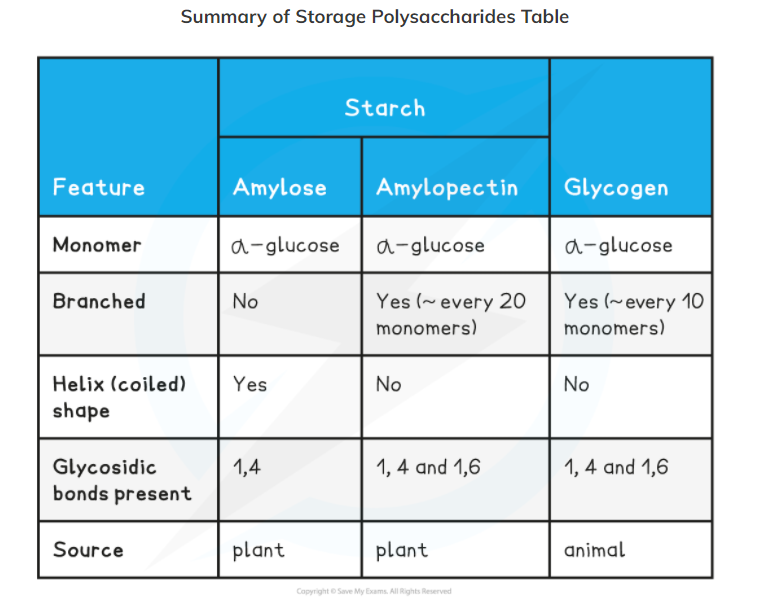 Summary of Storage Polysaccharides Table
Starch
Feature Amylose Amylopectin Glycogen
Monomer α-glucose α-glucose α-glucose
Branched No Yes (~ every 20 Yes (~every 10
monomers) monomers)
Helix (coiled) Yes No No
shape
Glycosidic 1,4 1, 4 and 1,6 1, 4 and 1,6
bonds present
Source plant plant animal
Copyright © Save My Exams. All Rights Reserved